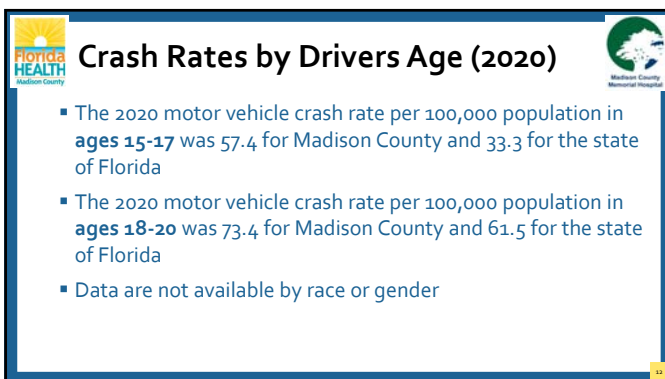 Florida
HEALTH
Madison County
Crash Rates by Drivers Age (2020)
Madison County
Memorial Hospital
▪ The 2020 motor vehicle crash rate per 100,000 population in
ages 15-17 was 57.4 for Madison County and 33.3 for the state
of Florida
▪ The 2020 motor vehicle crash rate per 100,000 population in
ages 18-20 was 73.4 for Madison County and 61.5 for the state
of Florida
▪ Data are not available by race or gender
12